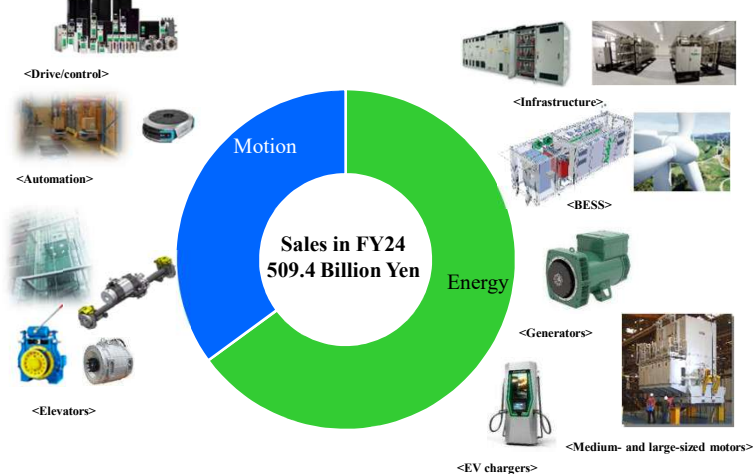 <Drive/control>
<Infrastructure>
Motion
<Automation>
<BESS>
Sales in FY24
509.4 Billion Yen
Energy
<Generators>
<Elevators>
<Medium- and large-sized motors>
<EV chargers>